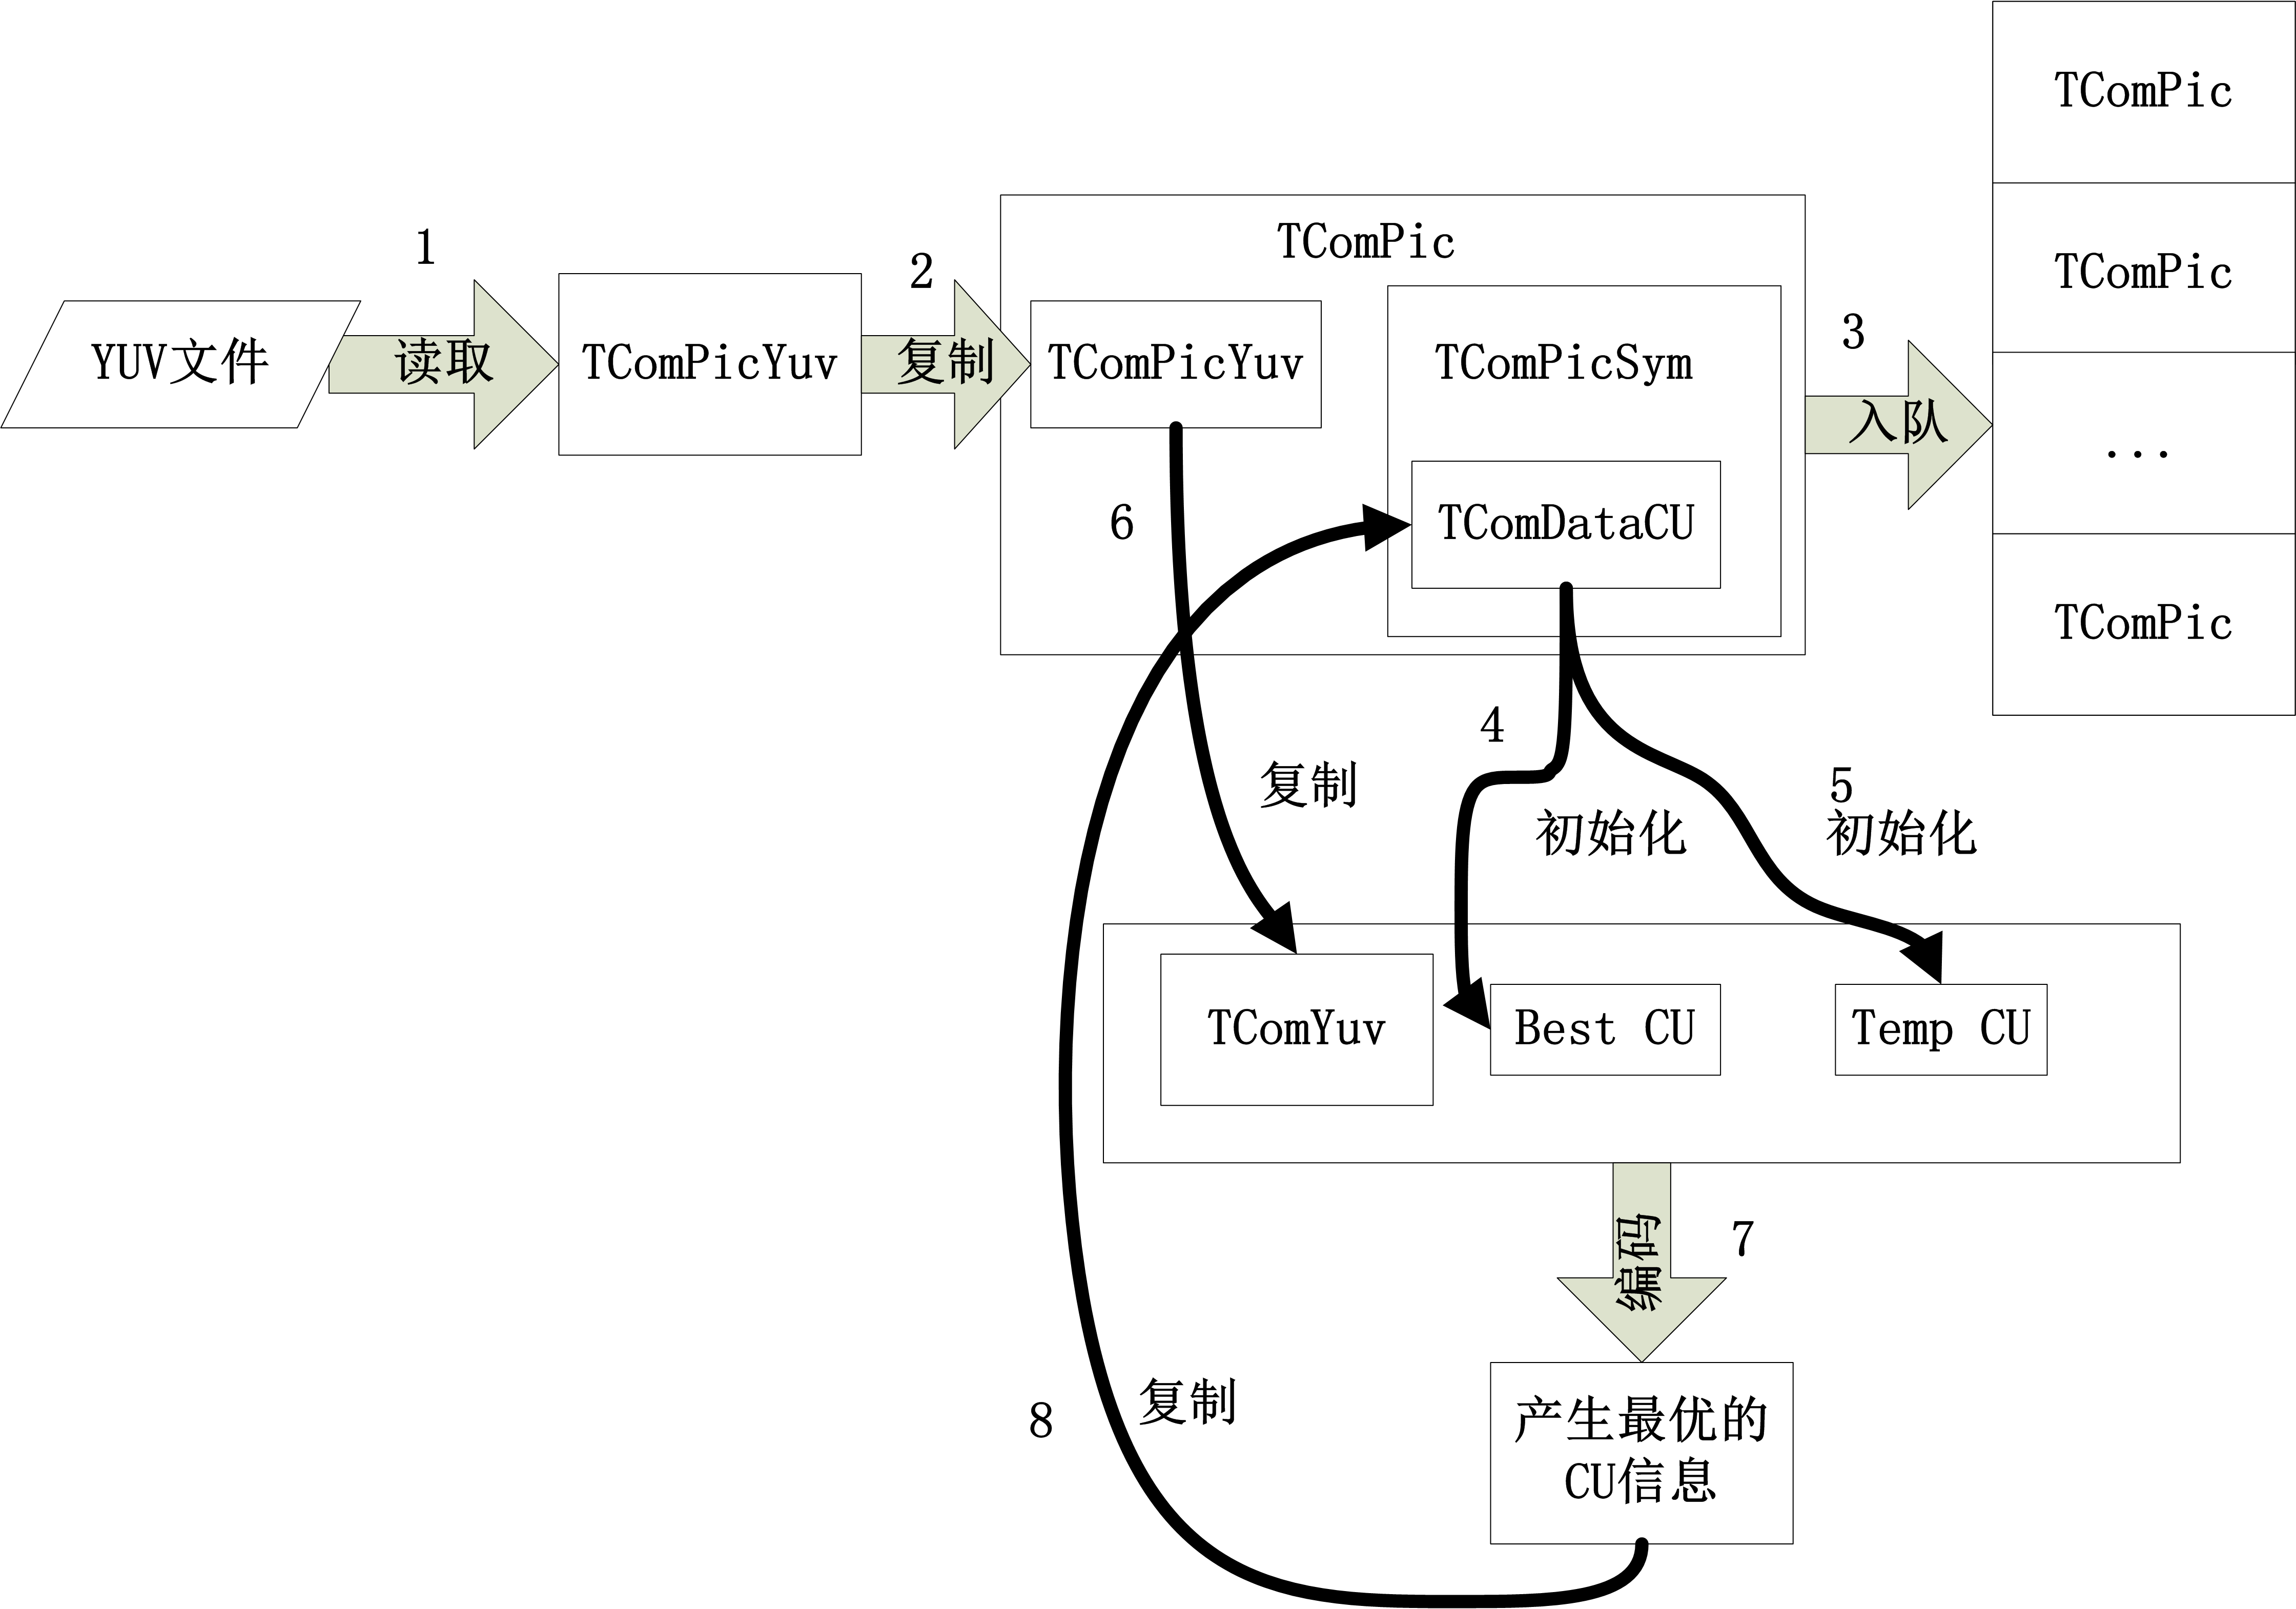 TComPic
TComPic
...
TComPic
1
YUV文件
读取
TComPicYuv
2
复制
TComPic
TComPicYuv
TComPicSym
TComDataCU
3
入队
6
复制
4
初始化
5
初始化
TComYuv
Best CU
Temp CU
编码
7
产生最优的
CU信息
8
复制